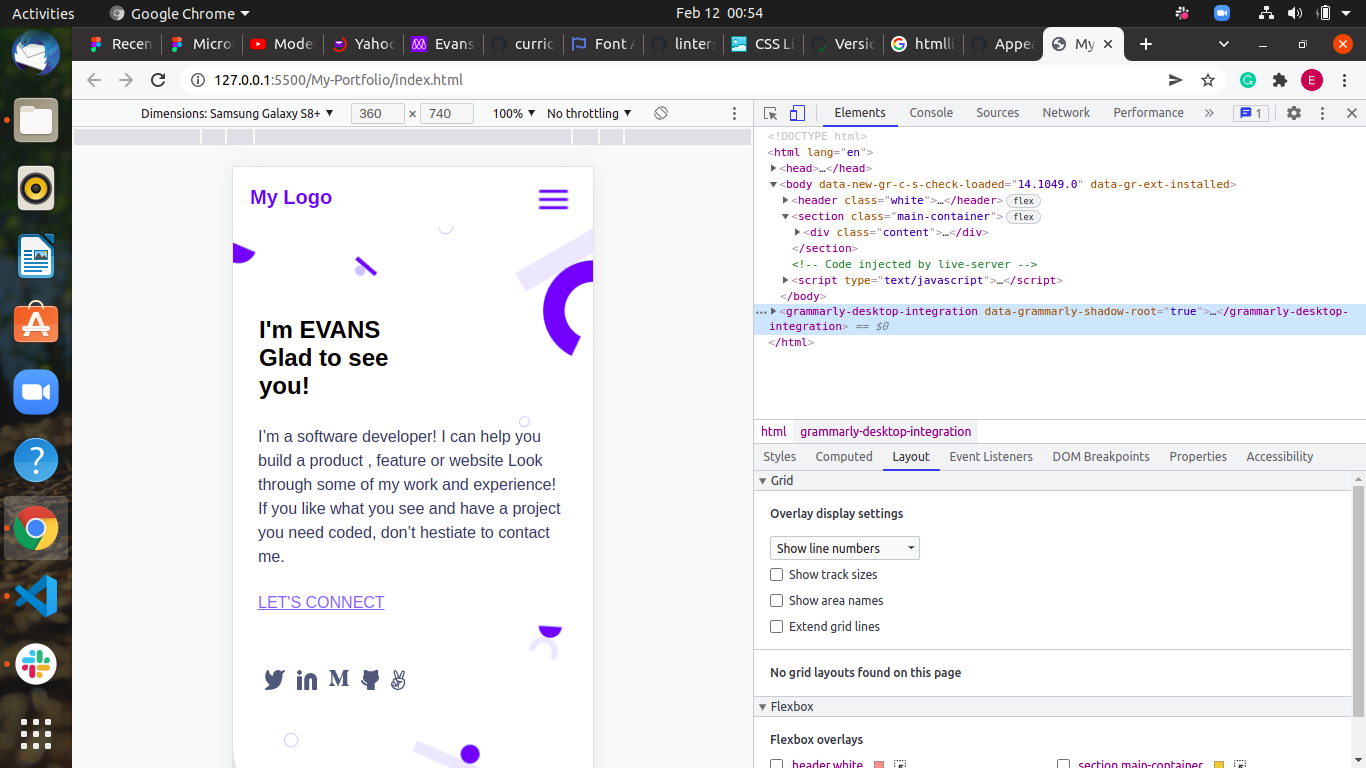 Activities
Google Chrome
Feb 12 00:54
Recen
Micro
Mode
Yahoc
Evans
curric
Font A
linter
CSS Li
Versic
htmlli
Appea
My
127.0.0.1:5500/My-Portfolio/index.html
E
Dimensions: Samsung Galaxy S8+
360 × 740
100%
No throttling
Elements
Console
Sources
Network
Performance
»
1
My Logo
I'm EVANS
Glad to see
you!
I'm a software developer! I can help you
build a product , feature or website Look
through some of my work and experience!
If you like what you see and have a project
you need coded, don't hestiate to contact
me.
LET'S CONNECT
<!DOCTYPE html>
<html lang="en">
<head>…</head>
<body data-new-gr-c-s-check-loaded="14.1049.0" data-gr-ext-installed>
<header class="white">…</header> flex
<section class="main-container"> flex
<div class="content">…</div>
</section>
<!-- Code injected by live-server -->
<script type="text/javascript">…</script>
</body>
<grammarly-desktop-integration data-grammarly-shadow-root="true">…</grammarly-desktop-
integration> == $0
</html>
html
grammarly-desktop-integration
Styles
Computed
Layout
Event Listeners
DOM Breakpoints
Properties
Accessibility
Grid
Overlay display settings
Show line numbers
Show track sizes
Show area names
Extend grid lines
No grid layouts found on this page
Flexbox
Flexbox overlays
header.white
section.main-container